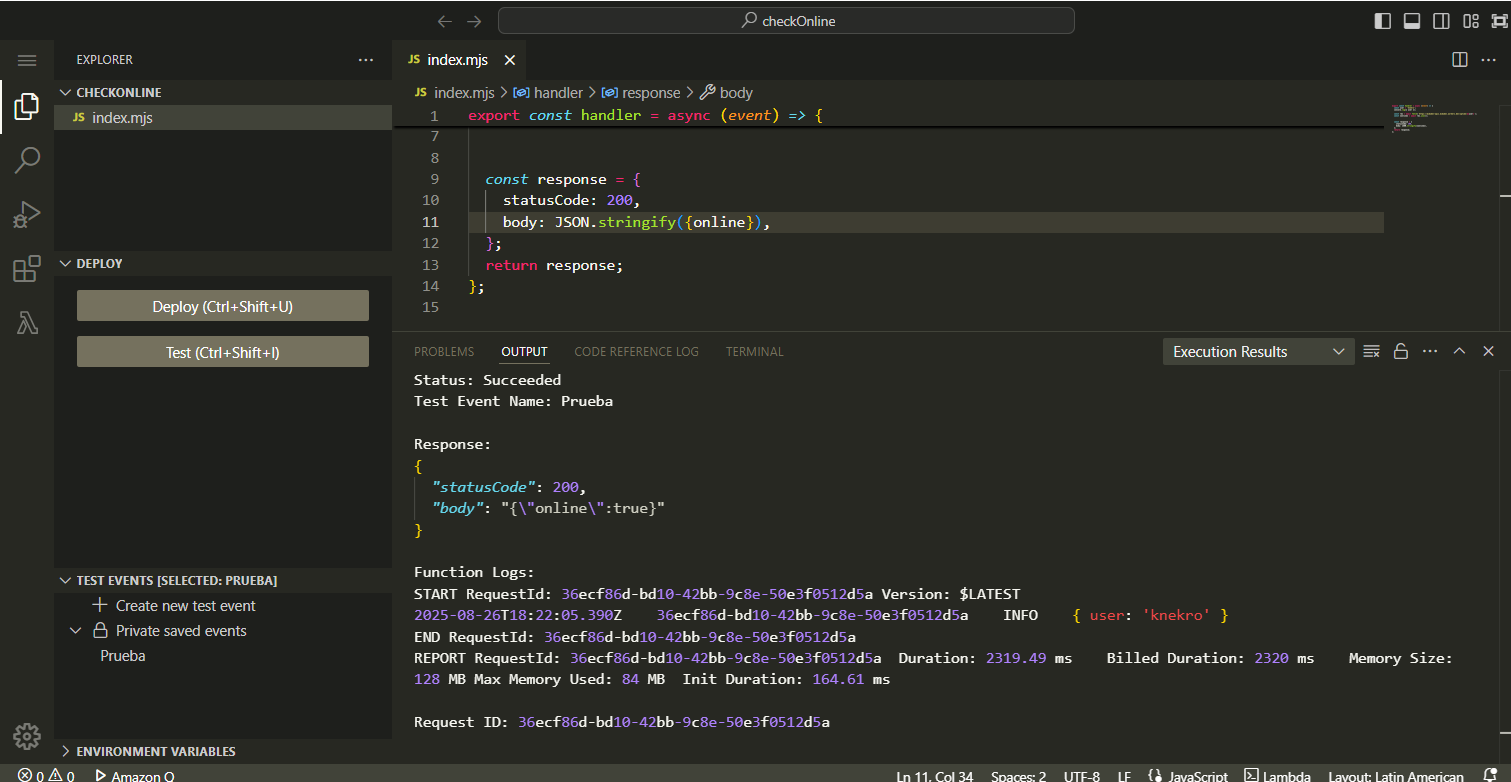 checkOnline
EXPLORER
CHECKONLINE
JS index.mjs
DEPLOY
Deploy (Ctrl+Shift+U)
Test (Ctrl+Shift+I)
TEST EVENTS [SELECTED: PRUEBA]
Create new test event
Private saved events
Prueba
ENVIRONMENT VARIABLES
JS index.mjs
JS index.mjs > handler > response > body
1 export const handler = async (event) => {
7
8
9 const response = {
10 statusCode: 200,
11 body: JSON.stringify({online}),
12 };
13 return response;
14 };
15
PROBLEMS OUTPUT CODE REFERENCE LOG TERMINAL
Execution Results
Status: Succeeded
Test Event Name: Prueba
Response:
{
"statusCode": 200,
"body": "{\"online\":true}"
}
Function Logs:
START RequestId: 36ecf86d-bd10-42bb-9c8e-50e3f0512d5a Version: $LATEST
2025-08-26T18:22:05.390Z 36ecf86d-bd10-42bb-9c8e-50e3f0512d5a INFO { user: 'knekro' }
END RequestId: 36ecf86d-bd10-42bb-9c8e-50e3f0512d5a
REPORT RequestId: 36ecf86d-bd10-42bb-9c8e-50e3f0512d5a Duration: 2319.49 ms Billed Duration: 2320 ms Memory Size:
128 MB Max Memory Used: 84 MB Init Duration: 164.61 ms
Request ID: 36ecf86d-bd10-42bb-9c8e-50e3f0512d5a
0 0 Amazon Q Ln 11, Col 34 Spaces: 2 UTF-8 LF {} JavaScript Lambda Layout: Latin American